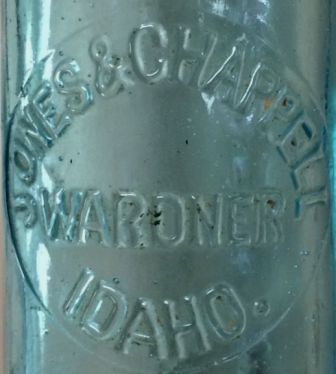 JONES & CHAPPELL
WARDNER
IDAHO.